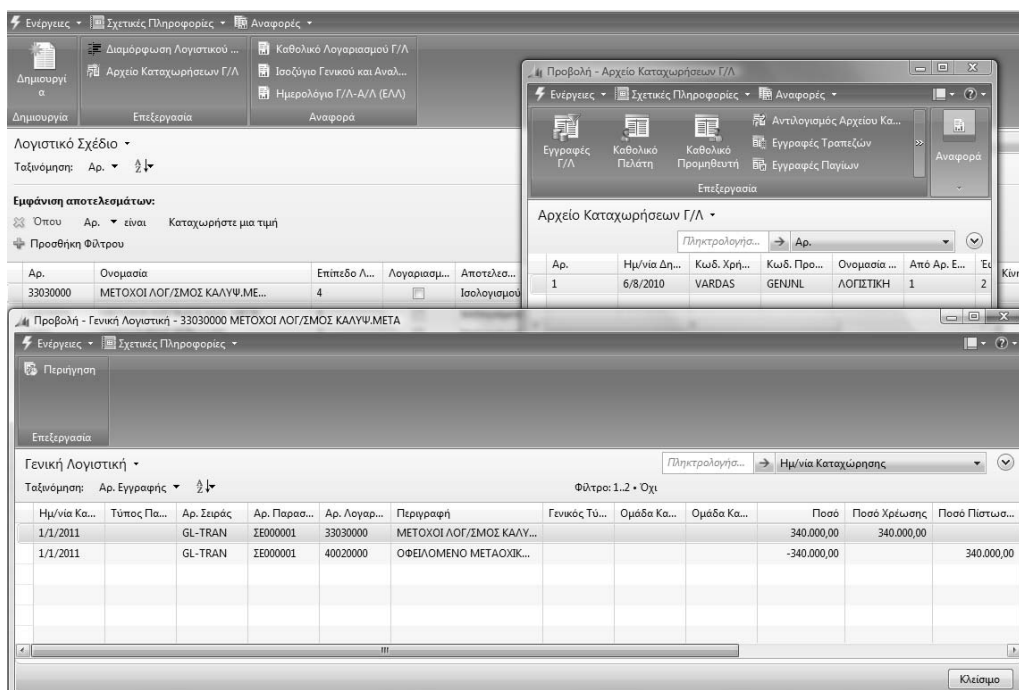 Ενέργειες Σχετικές Πληροφορίες Αναφορές
Δημιουργί
α
Διαμόρφωση Λογιστικού ...
Αρχείο Καταχωρήσεων Γ/Λ
Καθολικό Λογαριασμού Γ/Λ
Ισοζύγιο Γενικού και Αναλ...
Ημερολόγιο Γ/Λ-Α/Λ (ΕΛΛ)
Δημιουργία Επεξεργασία Αναφορά
Λογιστικό Σχέδιο
Ταξινόμηση: Αρ.
Εμφάνιση αποτελεσμάτων:
Όπου Αρ. είναι Καταχωρήστε μια τιμή
Προσθήκη Φίλτρου
Αρ. Ονομασία Επίπεδο Λ... Λογαριασμ... Αποτελεσ...
33030000 ΜΕΤΟΧΟΙ ΛΟΓ/ΣΜΟΣ ΚΑΛΥΨ.ΜΕ... 4 Ισολογισμού
Προβολή - Αρχείο Καταχωρήσεων Γ/Λ
Ενέργειες Σχετικές Πληροφορίες Αναφορές
Εγγραφές
Γ/Λ
Καθολικό
Πελάτη
Καθολικό
Προμηθευτή
Αντιλογισμός Αρχείου Κα...
Εγγραφές Τραπεζών
Εγγραφές Παγίων
»
Αναφορά
Επεξεργασία
Αρχείο Καταχωρήσεων Γ/Λ
Πληκτρολογήσ... Αρ.
Αρ. Ημ/νία Δη... Κωδ. Χρή... Κωδ. Προ... Ονομασία ... Από Αρ. Ε...
1 6/8/2010 VARDAS GENJNL ΛΟΓΙΣΤΙΚΗ 1 2
Προβολή - Γενική Λογιστική - 33030000 ΜΕΤΟΧΟΙ ΛΟΓ/ΣΜΟΣ ΚΑΛΥΨ.ΜΕΤΑ
Ενέργειες Σχετικές Πληροφορίες
Περιήγηση
Επεξεργασία
Γενική Λογιστική
Πληκτρολογήσ... Ημ/νία Καταχώρησης
Ταξινόμηση: Αρ. Εγγραφής Φίλτρο: 1..2 • Όχι
Ημ/νία Κα... Τύπος Πα... Αρ. Σειράς Αρ. Παρασ... Αρ. Λογαρ... Περιγραφή Γενικός Τύ... Ομάδα Κα... Ομάδα Κα... Ποσό Ποσό Χρέωσης Ποσό Πίστωσ...
1/1/2011 GL-TRAN ΣΕ000001 33030000 ΜΕΤΟΧΟΙ ΛΟΓ/ΣΜΟΣ ΚΑΛΥ... 340.000,00 340.000,00
1/1/2011 GL-TRAN ΣΕ000001 40020000 ΟΦΕΙΛΟΜΕΝΟ ΜΕΤΑΟΧΙΚ... -340.000,00 340.000,00
Κλείσιμο